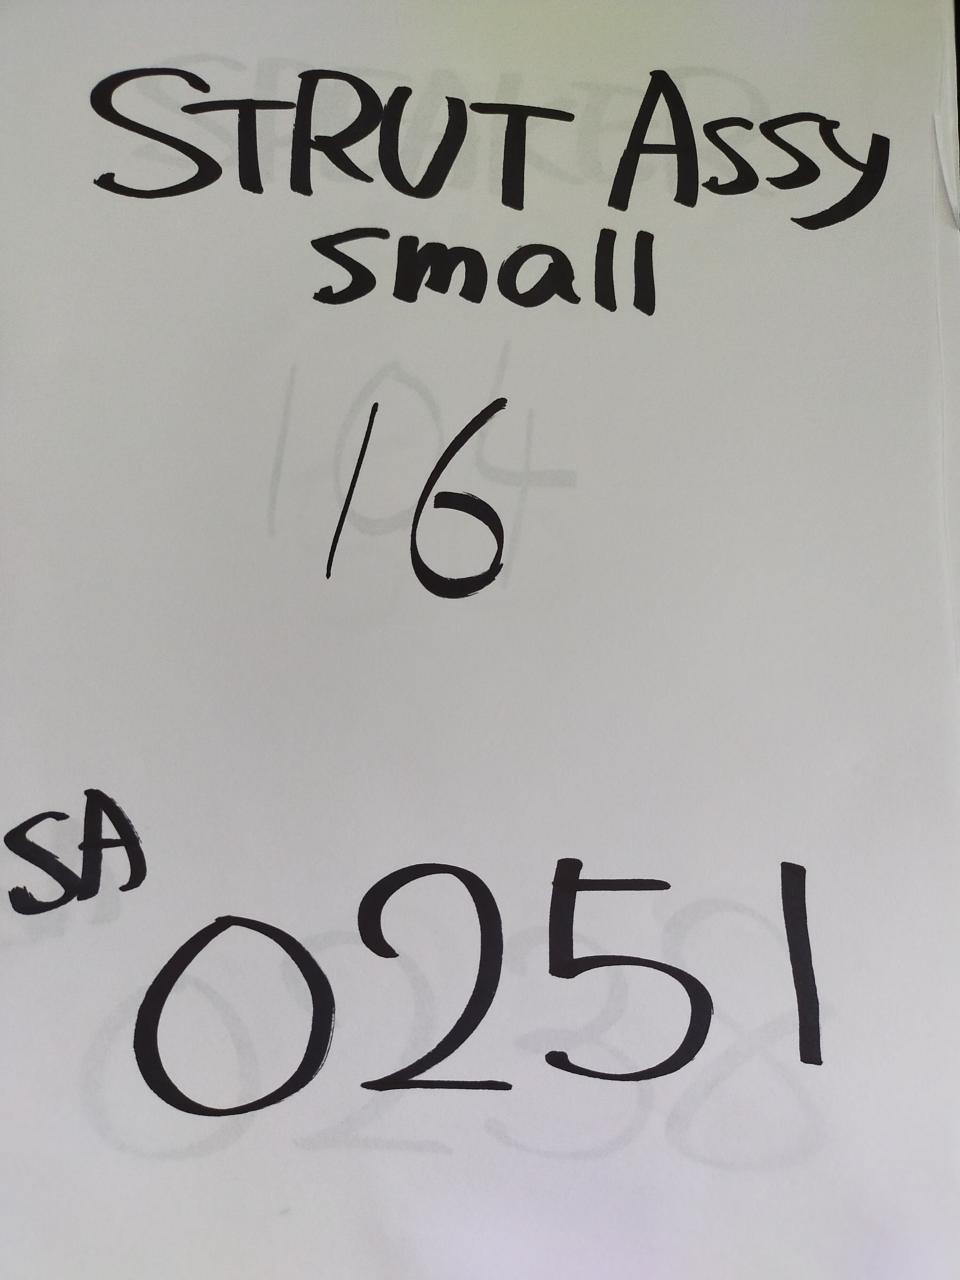 STRUT Assy
small
16
SA
0251